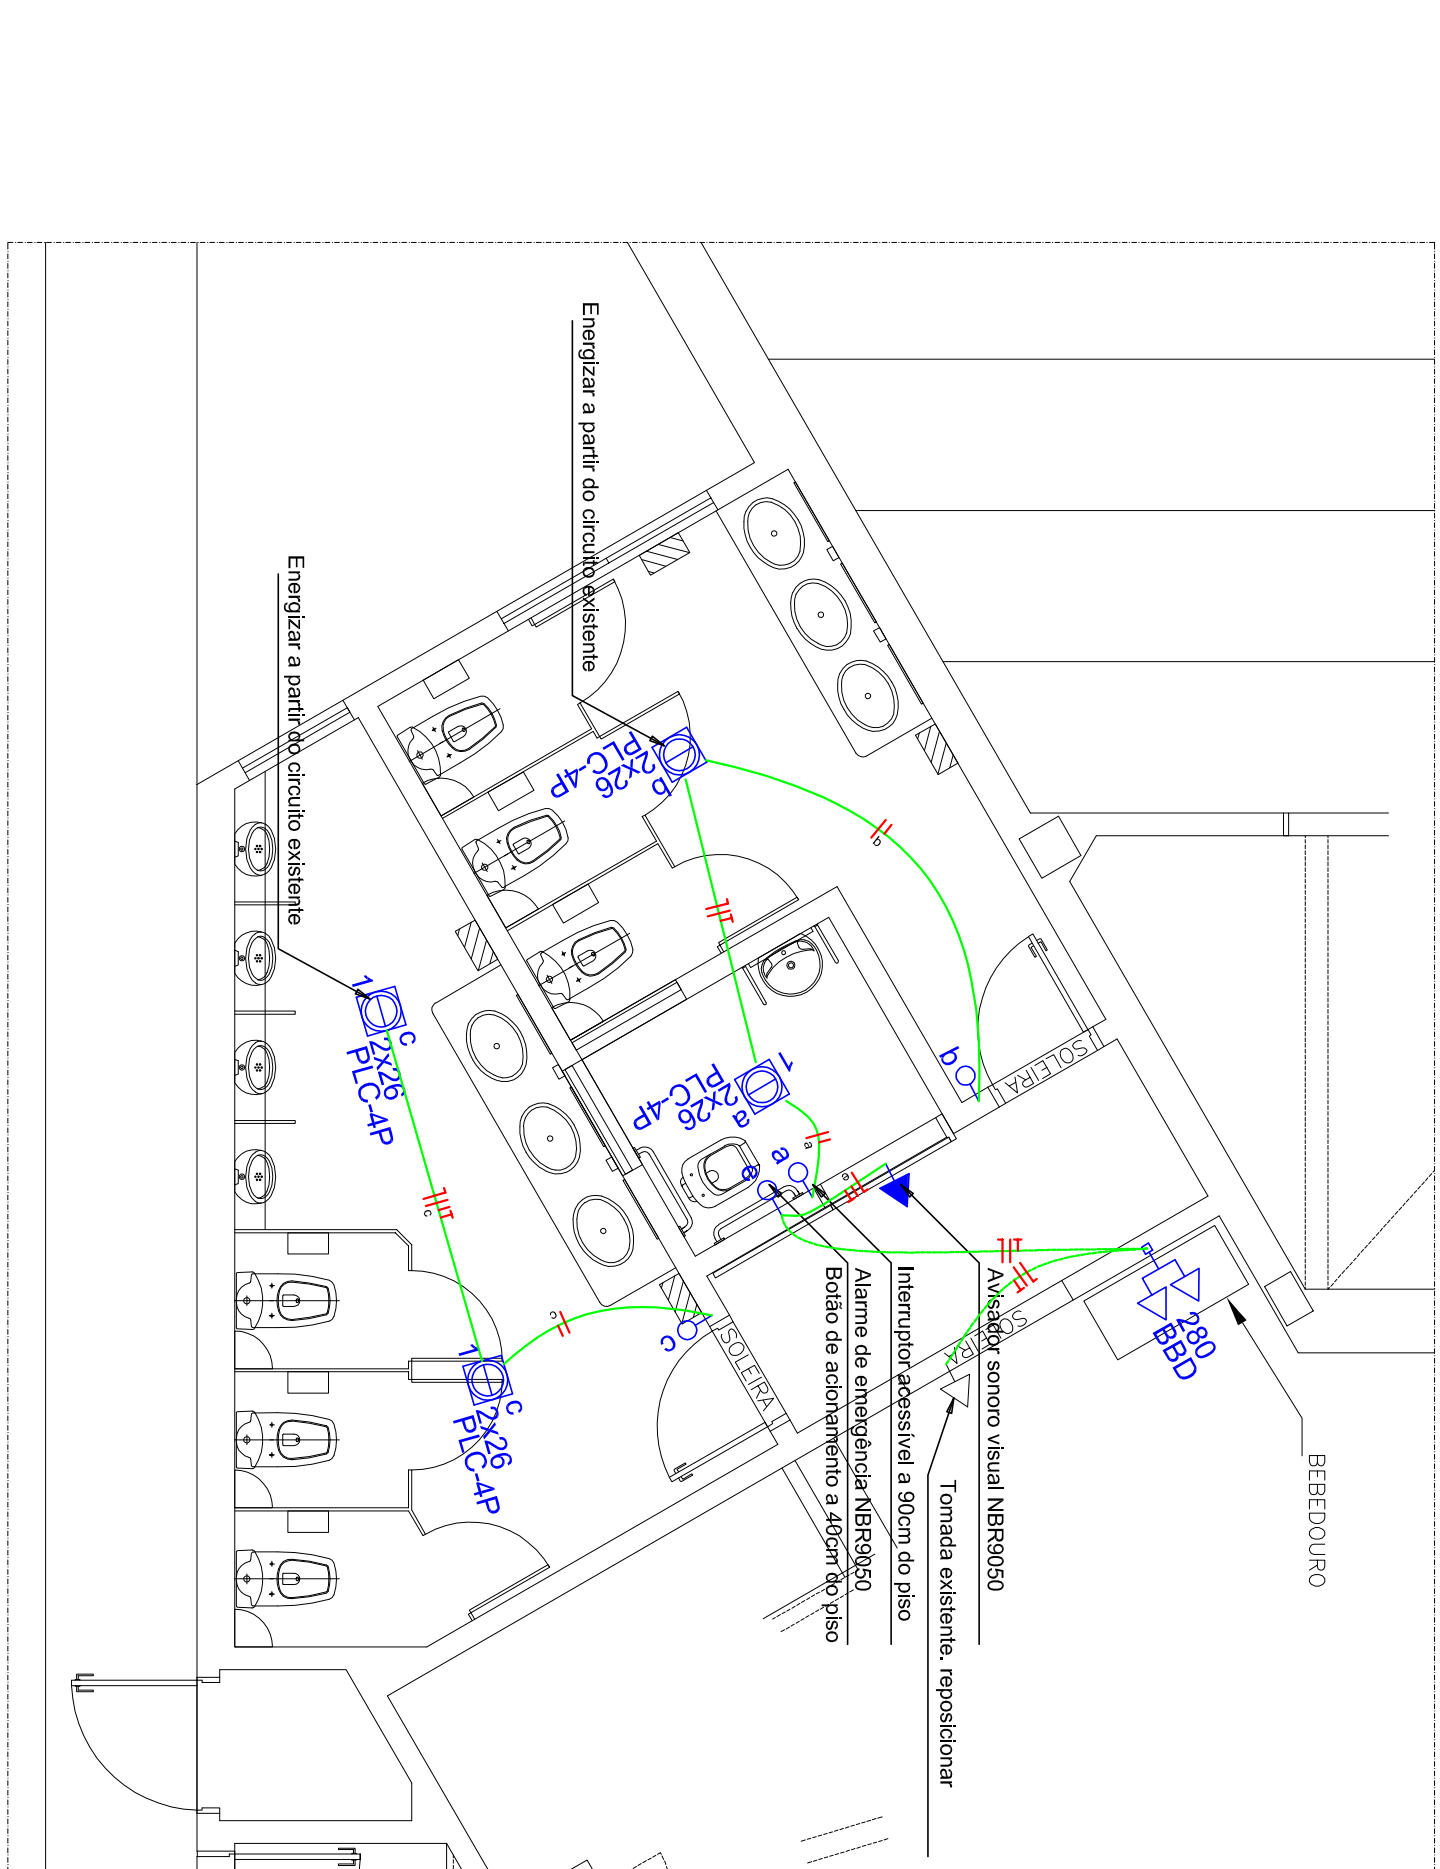 Energizar a partir do circuito existente
Energizar a partir do circuito existente
b
2x26
PLC-4P
b
1
2x26
PLC-4P
a
a
a
e
e
b
SOLEIRA
1
c
2x26
PLC-4P
c
1
c
2x26
PLC-4P
c
c
SOLEIRA
SOLEIRA
280
BBD
BEBEDOURO
Avisador sonoro visual NBR9050
Interruptor acessível a 90cm do piso
Alarme de emergência NBR9050
Botão de acionamento a 40cm do piso
Tomada existente. reposicionar